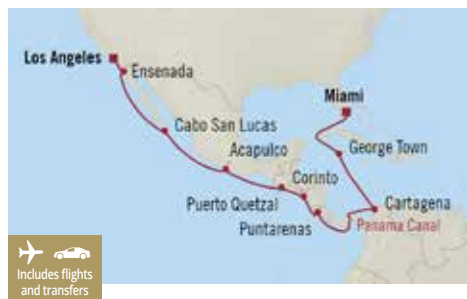 Los Angeles
Ensenada
Miami
Cabo San Lucas
George Town
Acapulco
Corinto
Puerto Quetzal
Cartagena
Puntarenas
Panama Canal
Includes flights
and transfers